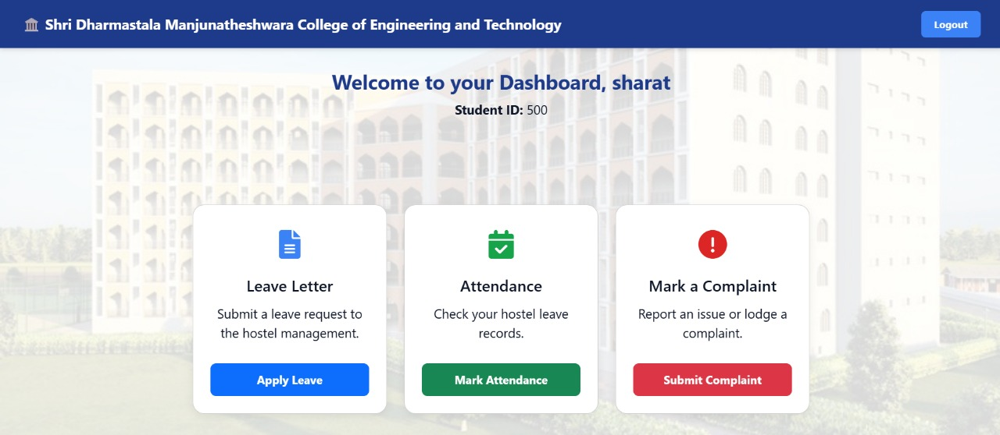 Shri Dharmastala Manjunatheshwara College of Engineering and Technology
Logout
Welcome to your Dashboard, sharat
Student ID: 500
Leave Letter
Submit a leave request to
the hostel management.
Apply Leave
Attendance
Check your hostel leave
records.
Mark Attendance
Mark a Complaint
Report an issue or lodge a
complaint.
Submit Complaint